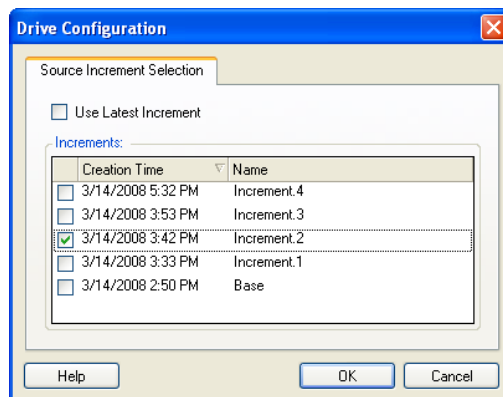 Drive Configuration
Source Increment Selection
Use Latest Increment
Increments:
Creation Time Name
3/14/2008 5:32 PM Increment.4
3/14/2008 3:53 PM Increment.3
3/14/2008 3:42 PM Increment.2
3/14/2008 3:33 PM Increment.1
3/14/2008 2:50 PM Base
Help OK Cancel